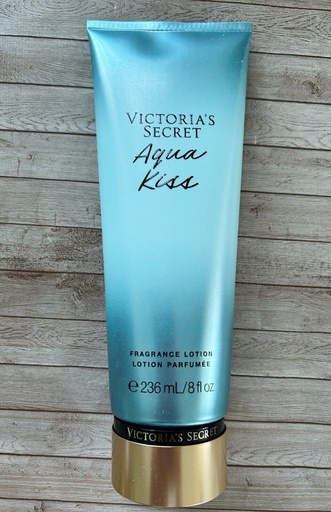 VICTORIA'S
SECRET
Aqua
Kiss
FRAGRANCE LOTION
LOTION PARFUMÉE
℮236 mL/8 fl oz
VICTORIA'S SECRET